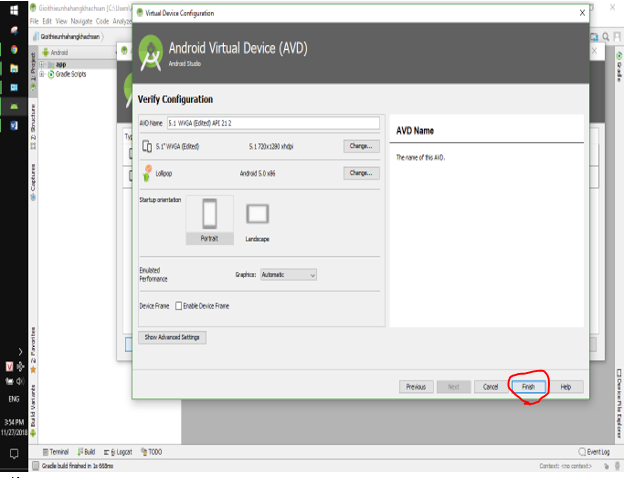 Virtual Device Configuration
File Edit View Navigate Code Analyze
Gioithieunhahangkhachsan
Android
app
Gradle Scripts
Android Virtual Device (AVD)
Android Studio
Verify Configuration
AVD Name 5.1 WVGA (Edited) API 21 2
5.1" WVGA (Edited) 5.1 720x1280 xhdpi Change...
Lollipop Android 5.0 x86 Change...
Startup orientation
Portrait Landscape
Emulated
Performance
Graphics: Automatic
Device Frame Enable Device Frame
Show Advanced Settings
AVD Name
The name of this AVD.
Previous Next Cancel Finish Help
1: Project
Z: Structure
Captures
2: Favorites
Build Variants
Gradle
Device File Explorer
ENG
3:54 PM
11/27/2018
Terminal Build 6: Logcat TODO Event Log
Gradle build finished in 1s 668ms Context: <no context>